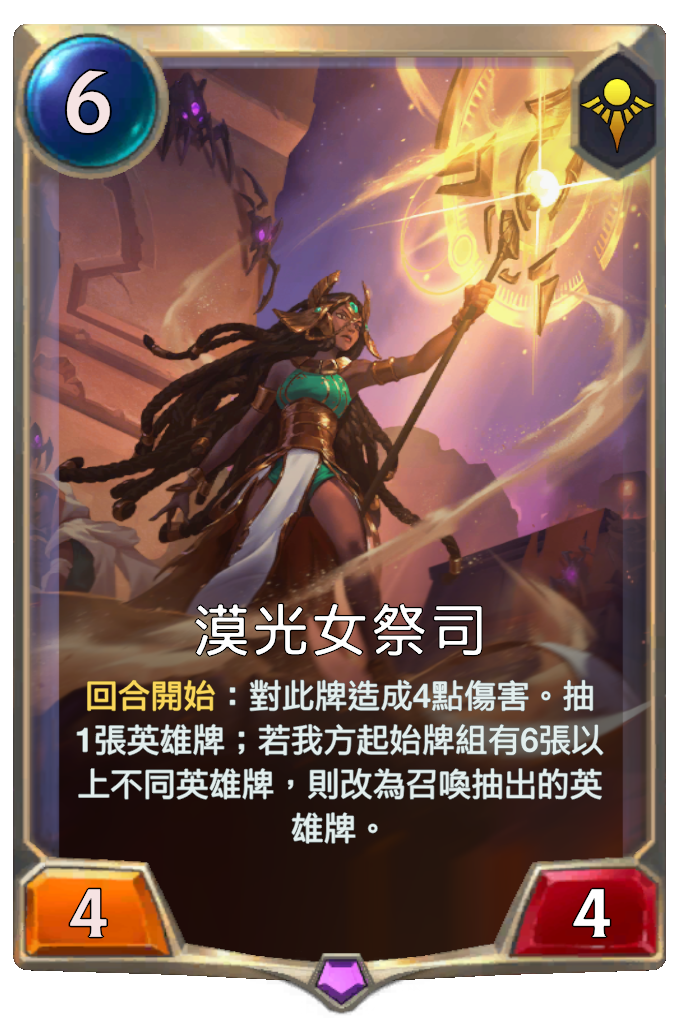 6
漠光女祭司
回合開始：對此牌造成4點傷害。抽
1張英雄牌；若我方起始牌組有6張以
上不同英雄牌，則改為召喚抽出的英
雄牌。
4
4